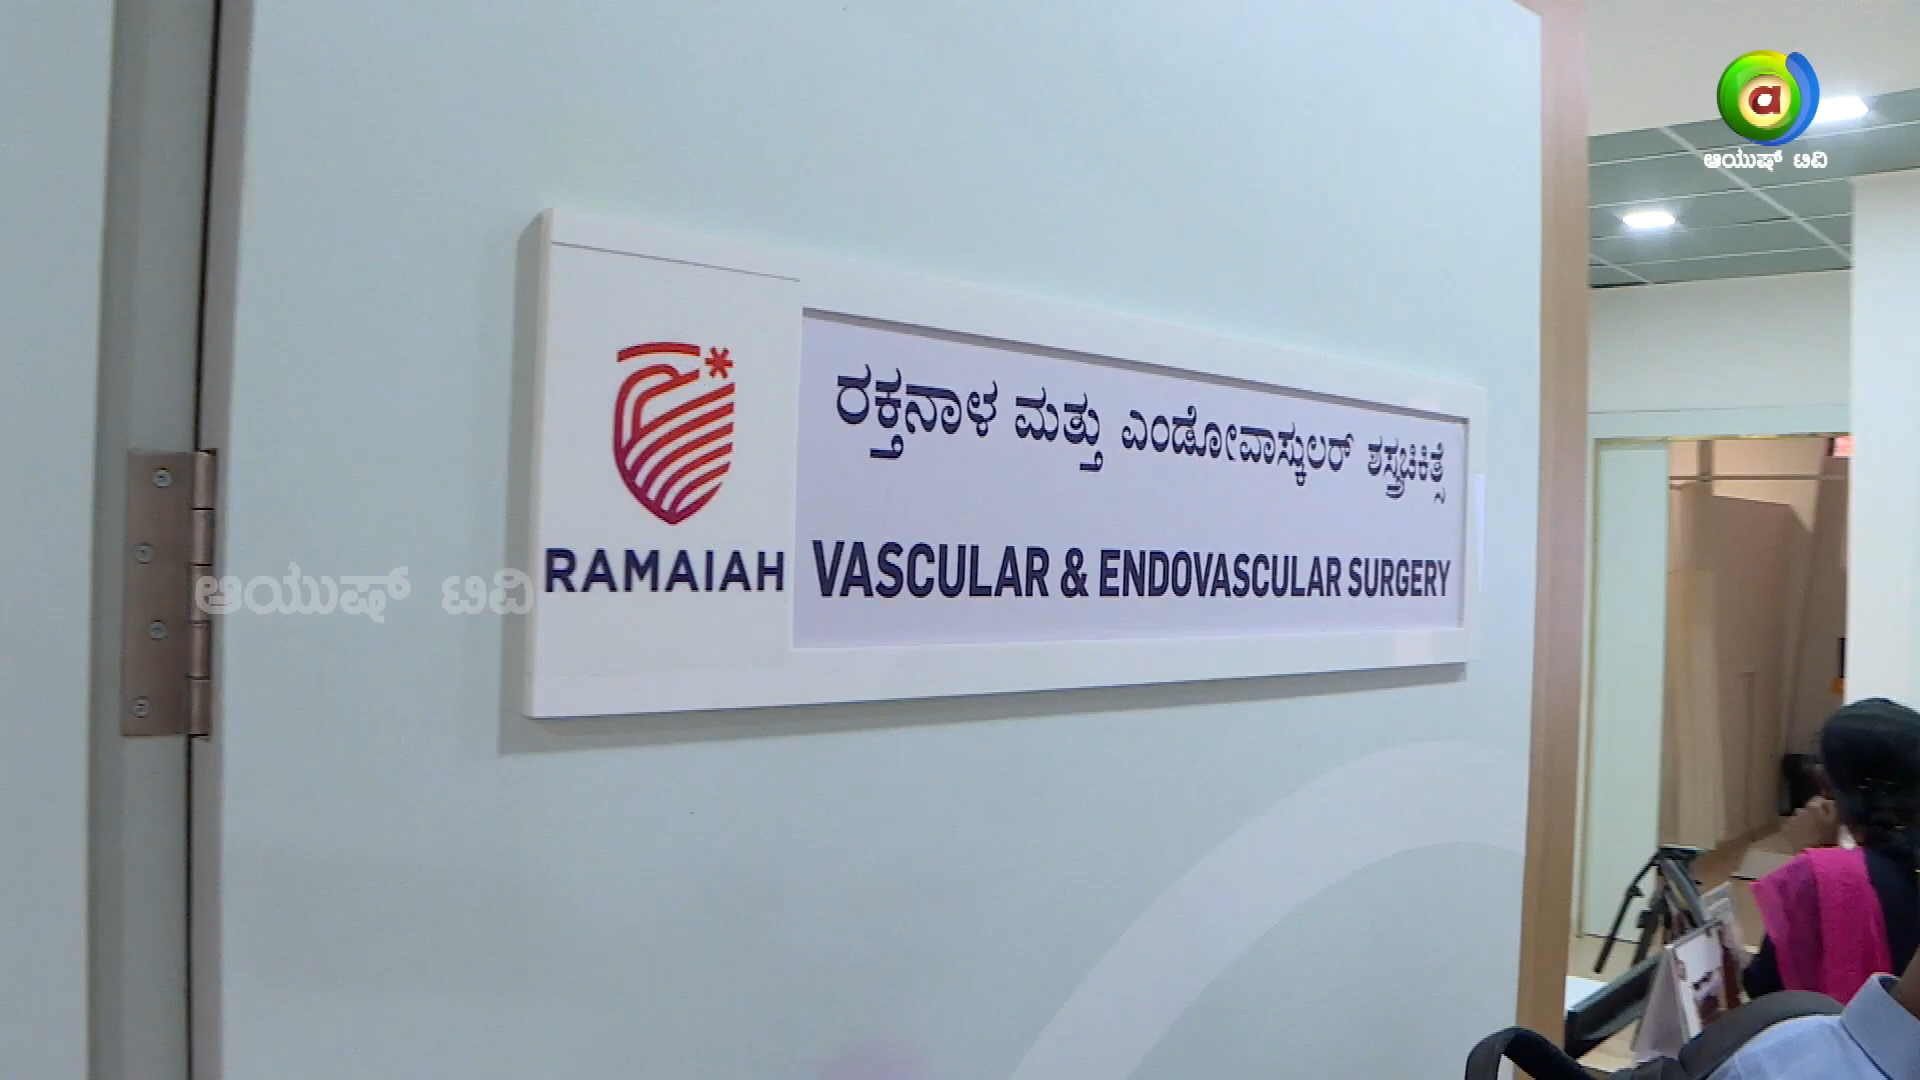 ಆಯುಷ್ ಟಿವಿ
ರಕ್ತನಾಳ ಮತ್ತು ಎಂಡೋವಾಸ್ಕುಲರ್ ಶಸ್ತ್ರಚಿಕಿತ್ಸೆ
RAMAIAH
VASCULAR & ENDOVASCULAR SURGERY
ಆಯುಷ್ ಟಿವಿ